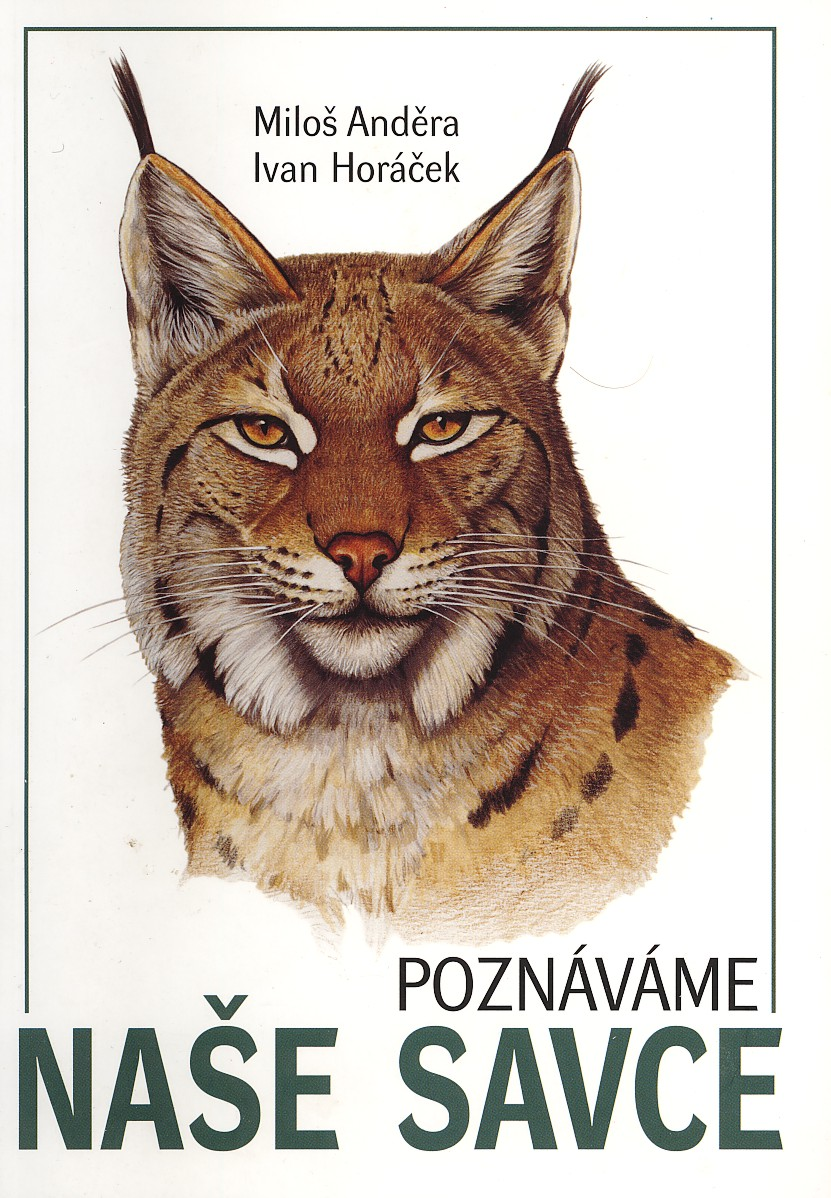 Miloš Anděra
Ivan Horáček
POZNÁVÁME
NAŠE SAVCE